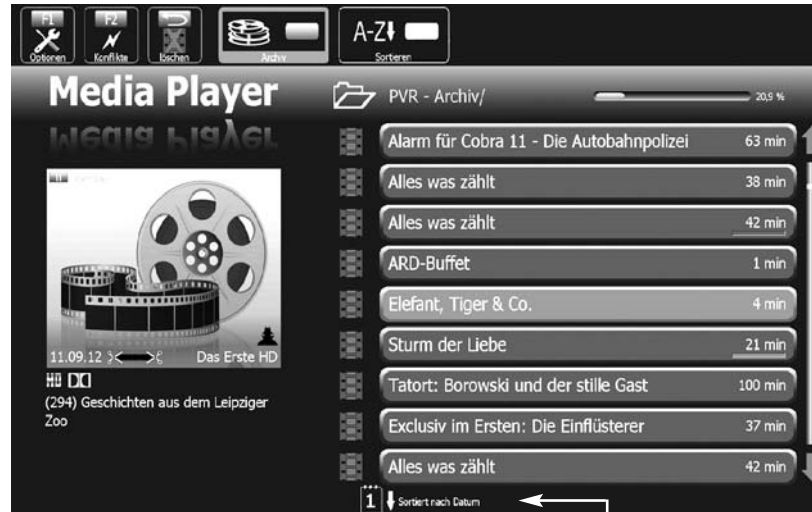 F1
F2
Optionen
Konflikte
löschen
Archiv
A-Z
Sortieren
Media Player
PVR - Archiv/
20,9 %
Alarm für Cobra 11 - Die Autobahnpolizei 63 min
Alles was zählt 38 min
Alles was zählt 42 min
ARD-Buffet 1 min
Elefant, Tiger & Co. 4 min
Sturm der Liebe 21 min
Tatort: Borowski und der stille Gast 100 min
Exclusiv im Ersten: Die Einflüsterer 37 min
Alles was zählt 42 min
11.09.12
Das Erste HD
HD
(294) Geschichten aus dem Leipziger
Zoo
1 Sortiert nach Datum